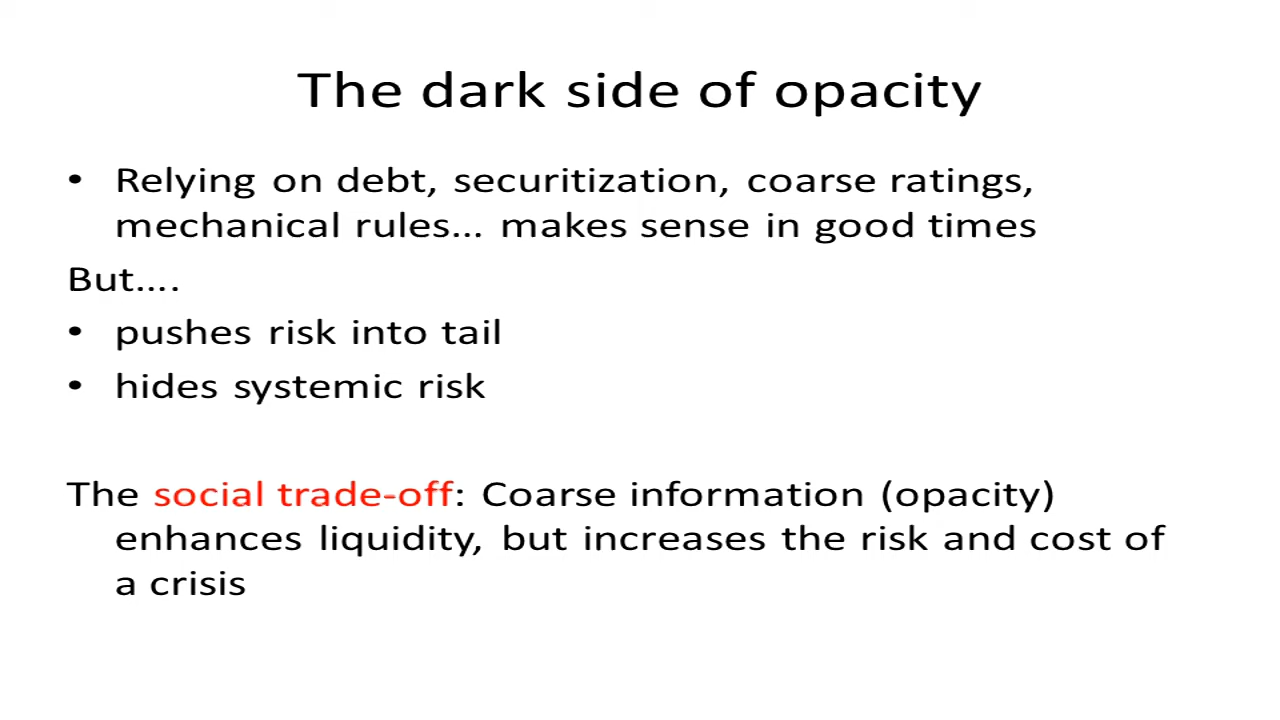 The dark side of opacity
• Relying on debt, securitization, coarse ratings,
mechanical rules... makes sense in good times
But....
• pushes risk into tail
• hides systemic risk
The social trade-off: Coarse information (opacity)
enhances liquidity, but increases the risk and cost of
a crisis